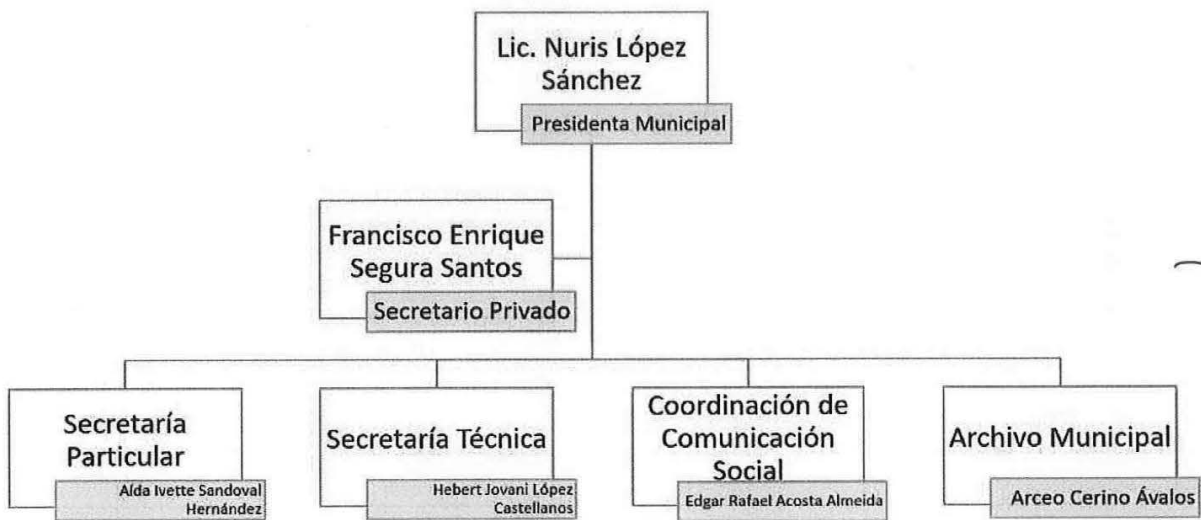 Lic. Nuris López
Sánchez
Presidenta Municipal
Francisco Enrique
Segura Santos
Secretario Privado
Secretaría
Particular
Aída Ivette Sandoval
Hernández
Secretaría Técnica
Hebert Jovani López
Castellanos
Coordinación de
Comunicación
Social
Edgar Rafael Acosta Almeida
Archivo Municipal
Arceo Cerino Ávalos